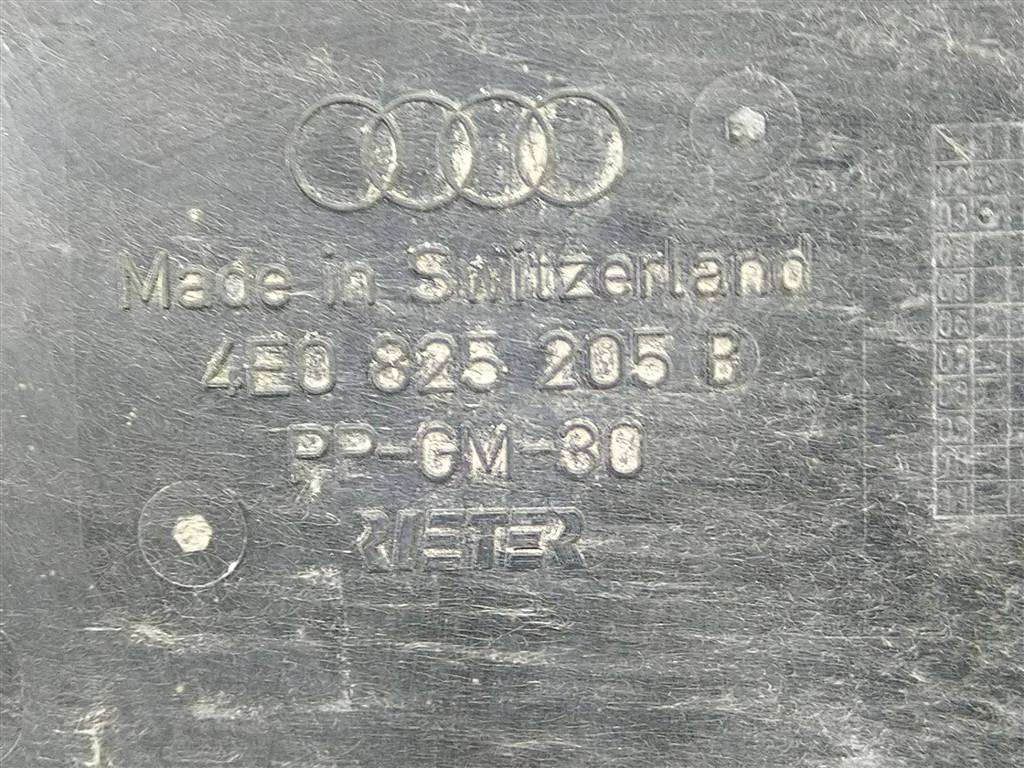 Made in Switzerland
4E0 825 205 B
PP-GM-30
RIETER